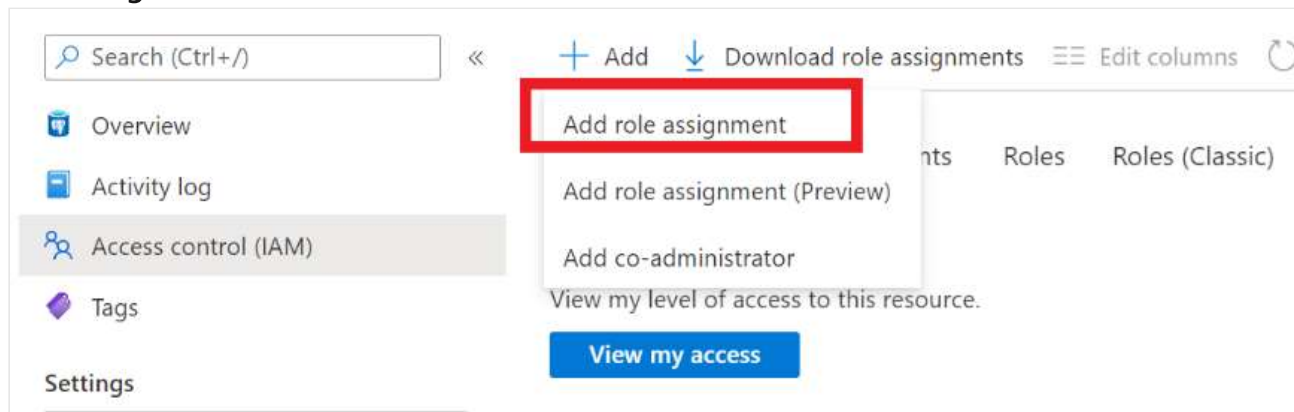 Search (Ctrl+/)
«
Add
Download role assignments
Edit columns
Overview
Activity log
Access control (IAM)
Tags
Settings
Add role assignment
Add role assignment (Preview)
Add co-administrator
nts
Roles
Roles (Classic)
View my level of access to this resource.
View my access